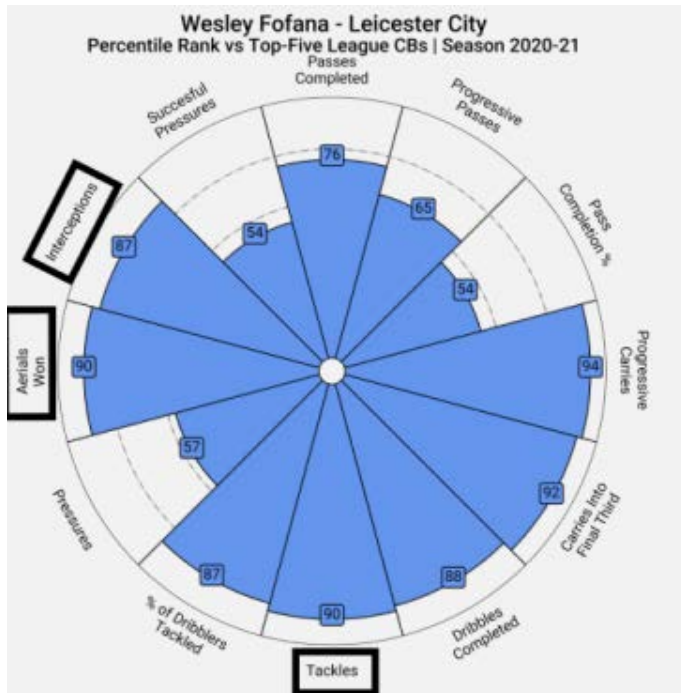 Wesley Fofana - Leicester City
Percentile Rank vs Top-Five League CBs | Season 2020-21
Passes
Completed
76
Progressive
Passes
65
Pass
Completion %
54
Progressive
Carries
94
Carries Into
Final Third
92
Dribbles
Completed
88
Tackles
90
% of Dribblers
Tackled
87
Pressures
57
Aerials
Won
90
Interceptions
87
Succesful
Pressures
54